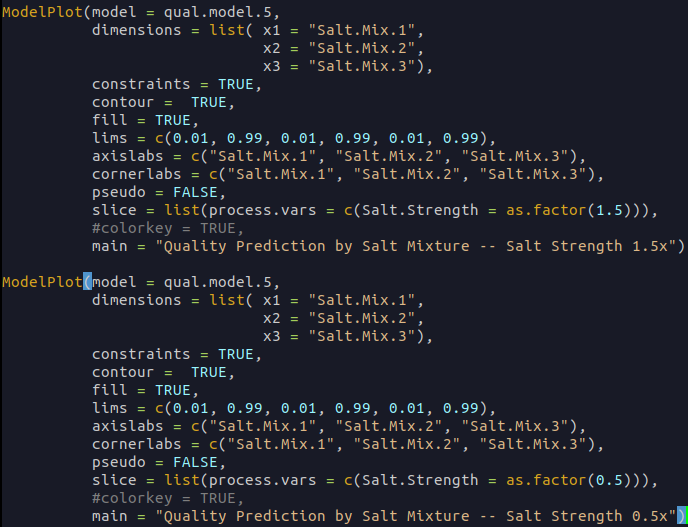 ModelPlot(model = qual.model.5,
          dimensions = list( x1 = "Salt.Mix.1",
                             x2 = "Salt.Mix.2",
                             x3 = "Salt.Mix.3"),
          constraints = TRUE,
          contour =  TRUE,
          fill = TRUE,
          lims = c(0.01, 0.99, 0.01, 0.99, 0.01, 0.99),
          axislabs = c("Salt.Mix.1", "Salt.Mix.2", "Salt.Mix.3"),
          cornerlabs = c("Salt.Mix.1", "Salt.Mix.2", "Salt.Mix.3"),
          pseudo = FALSE,
          slice = list(process.vars = c(Salt.Strength = as.factor(1.5))),
          #colorkey = TRUE,
          main = "Quality Prediction by Salt Mixture -- Salt Strength 1.5x")

ModelPlot(model = qual.model.5,
          dimensions = list( x1 = "Salt.Mix.1",
                             x2 = "Salt.Mix.2",
                             x3 = "Salt.Mix.3"),
          constraints = TRUE,
          contour =  TRUE,
          fill = TRUE,
          lims = c(0.01, 0.99, 0.01, 0.99, 0.01, 0.99),
          axislabs = c("Salt.Mix.1", "Salt.Mix.2", "Salt.Mix.3"),
          cornerlabs = c("Salt.Mix.1", "Salt.Mix.2", "Salt.Mix.3"),
          pseudo = FALSE,
          slice = list(process.vars = c(Salt.Strength = as.factor(0.5))),
          #colorkey = TRUE,
          main = "Quality Prediction by Salt Mixture -- Salt Strength 0.5x")